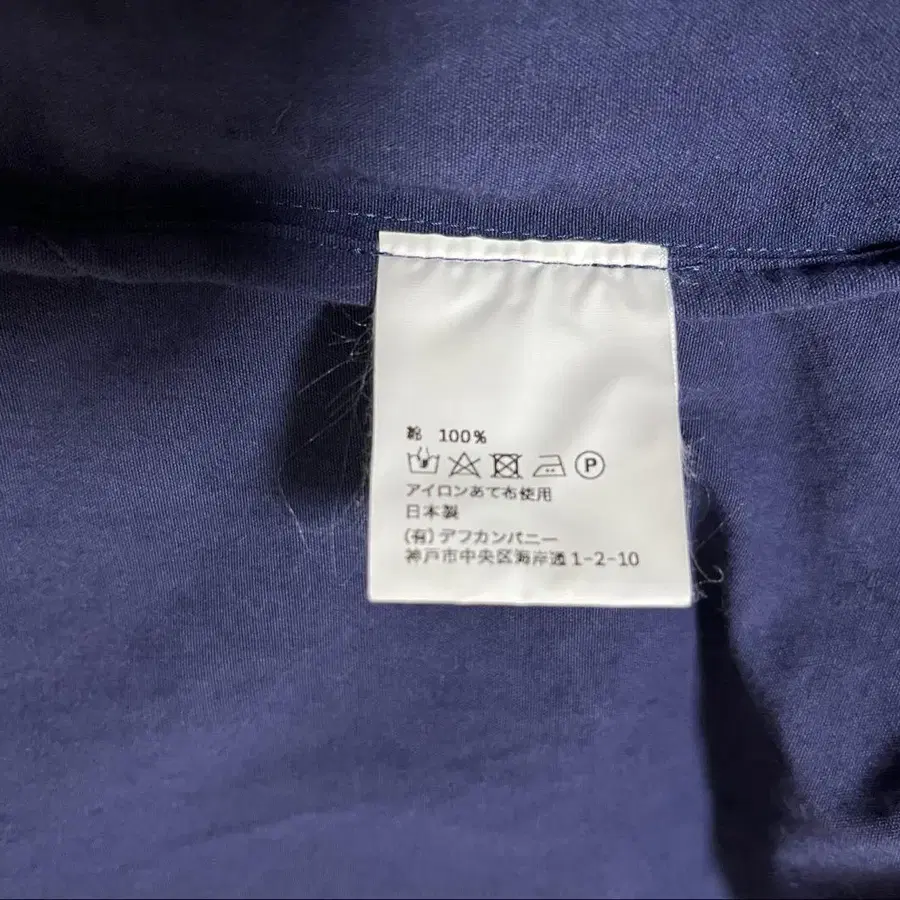 綿 100%
P
アイロンあて布使用
日本製
(有)デフカンパニー
神戸市中央区海岸通1-2-10